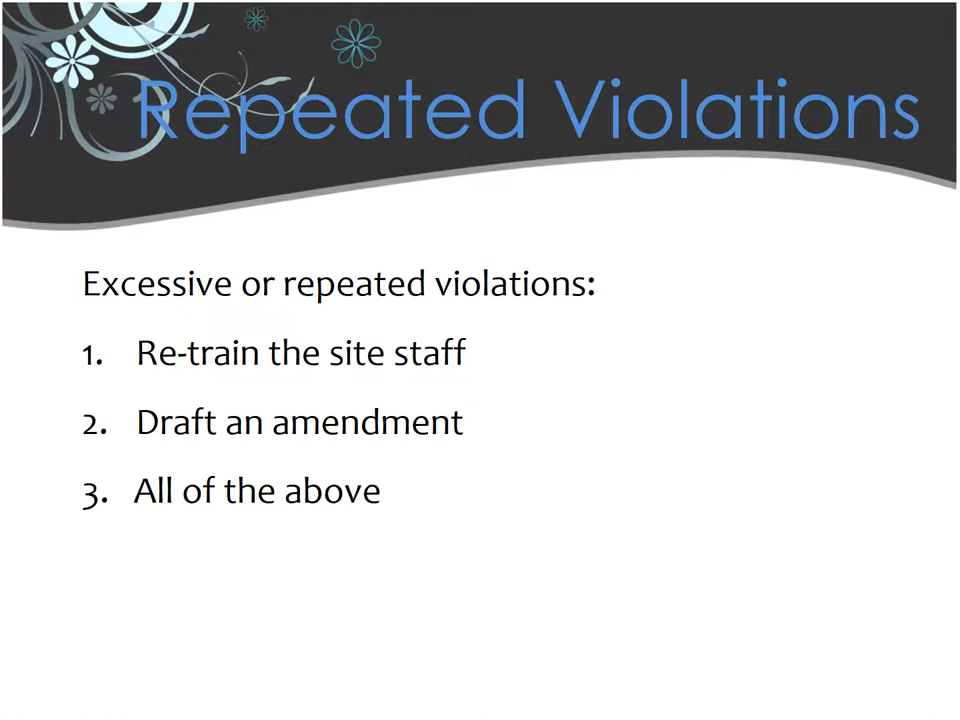 Repeated Violations
Excessive or repeated violations:
1. Re-train the site staff
2. Draft an amendment
3. All of the above